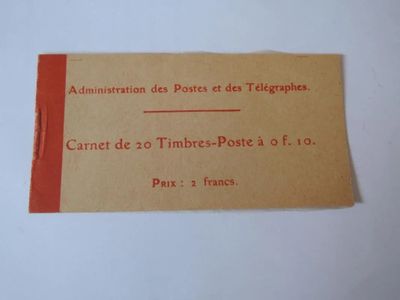 Administration des Postes et des Télégraphes.
Carnet de 20 Timbres-Poste à 0 f. 10.
Prix : 2 francs.